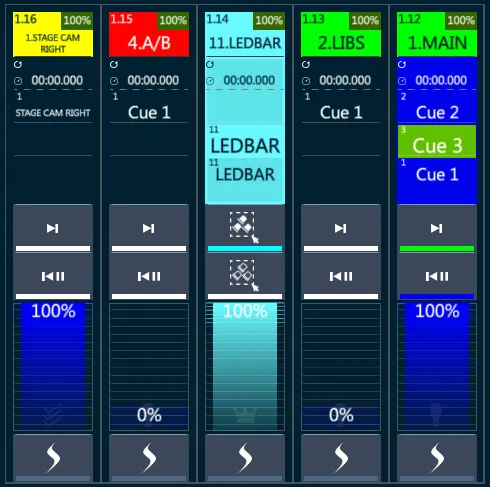 1.16 100%
1.STAGE CAM
RIGHT
00:00.000
1
STAGE CAM RIGHT
100%
1.15 100%
4.A/B
00:00.000
1
Cue 1
0%
1.14 100%
11.LEDBAR
00:00.000
11
LEDBAR
11
LEDBAR
100%
1.13 100%
2.LIBS
00:00.000
1
Cue 1
0%
1.12 100%
1.MAIN
00:00.000
2
Cue 2
3
Cue 3
1
Cue 1
100%